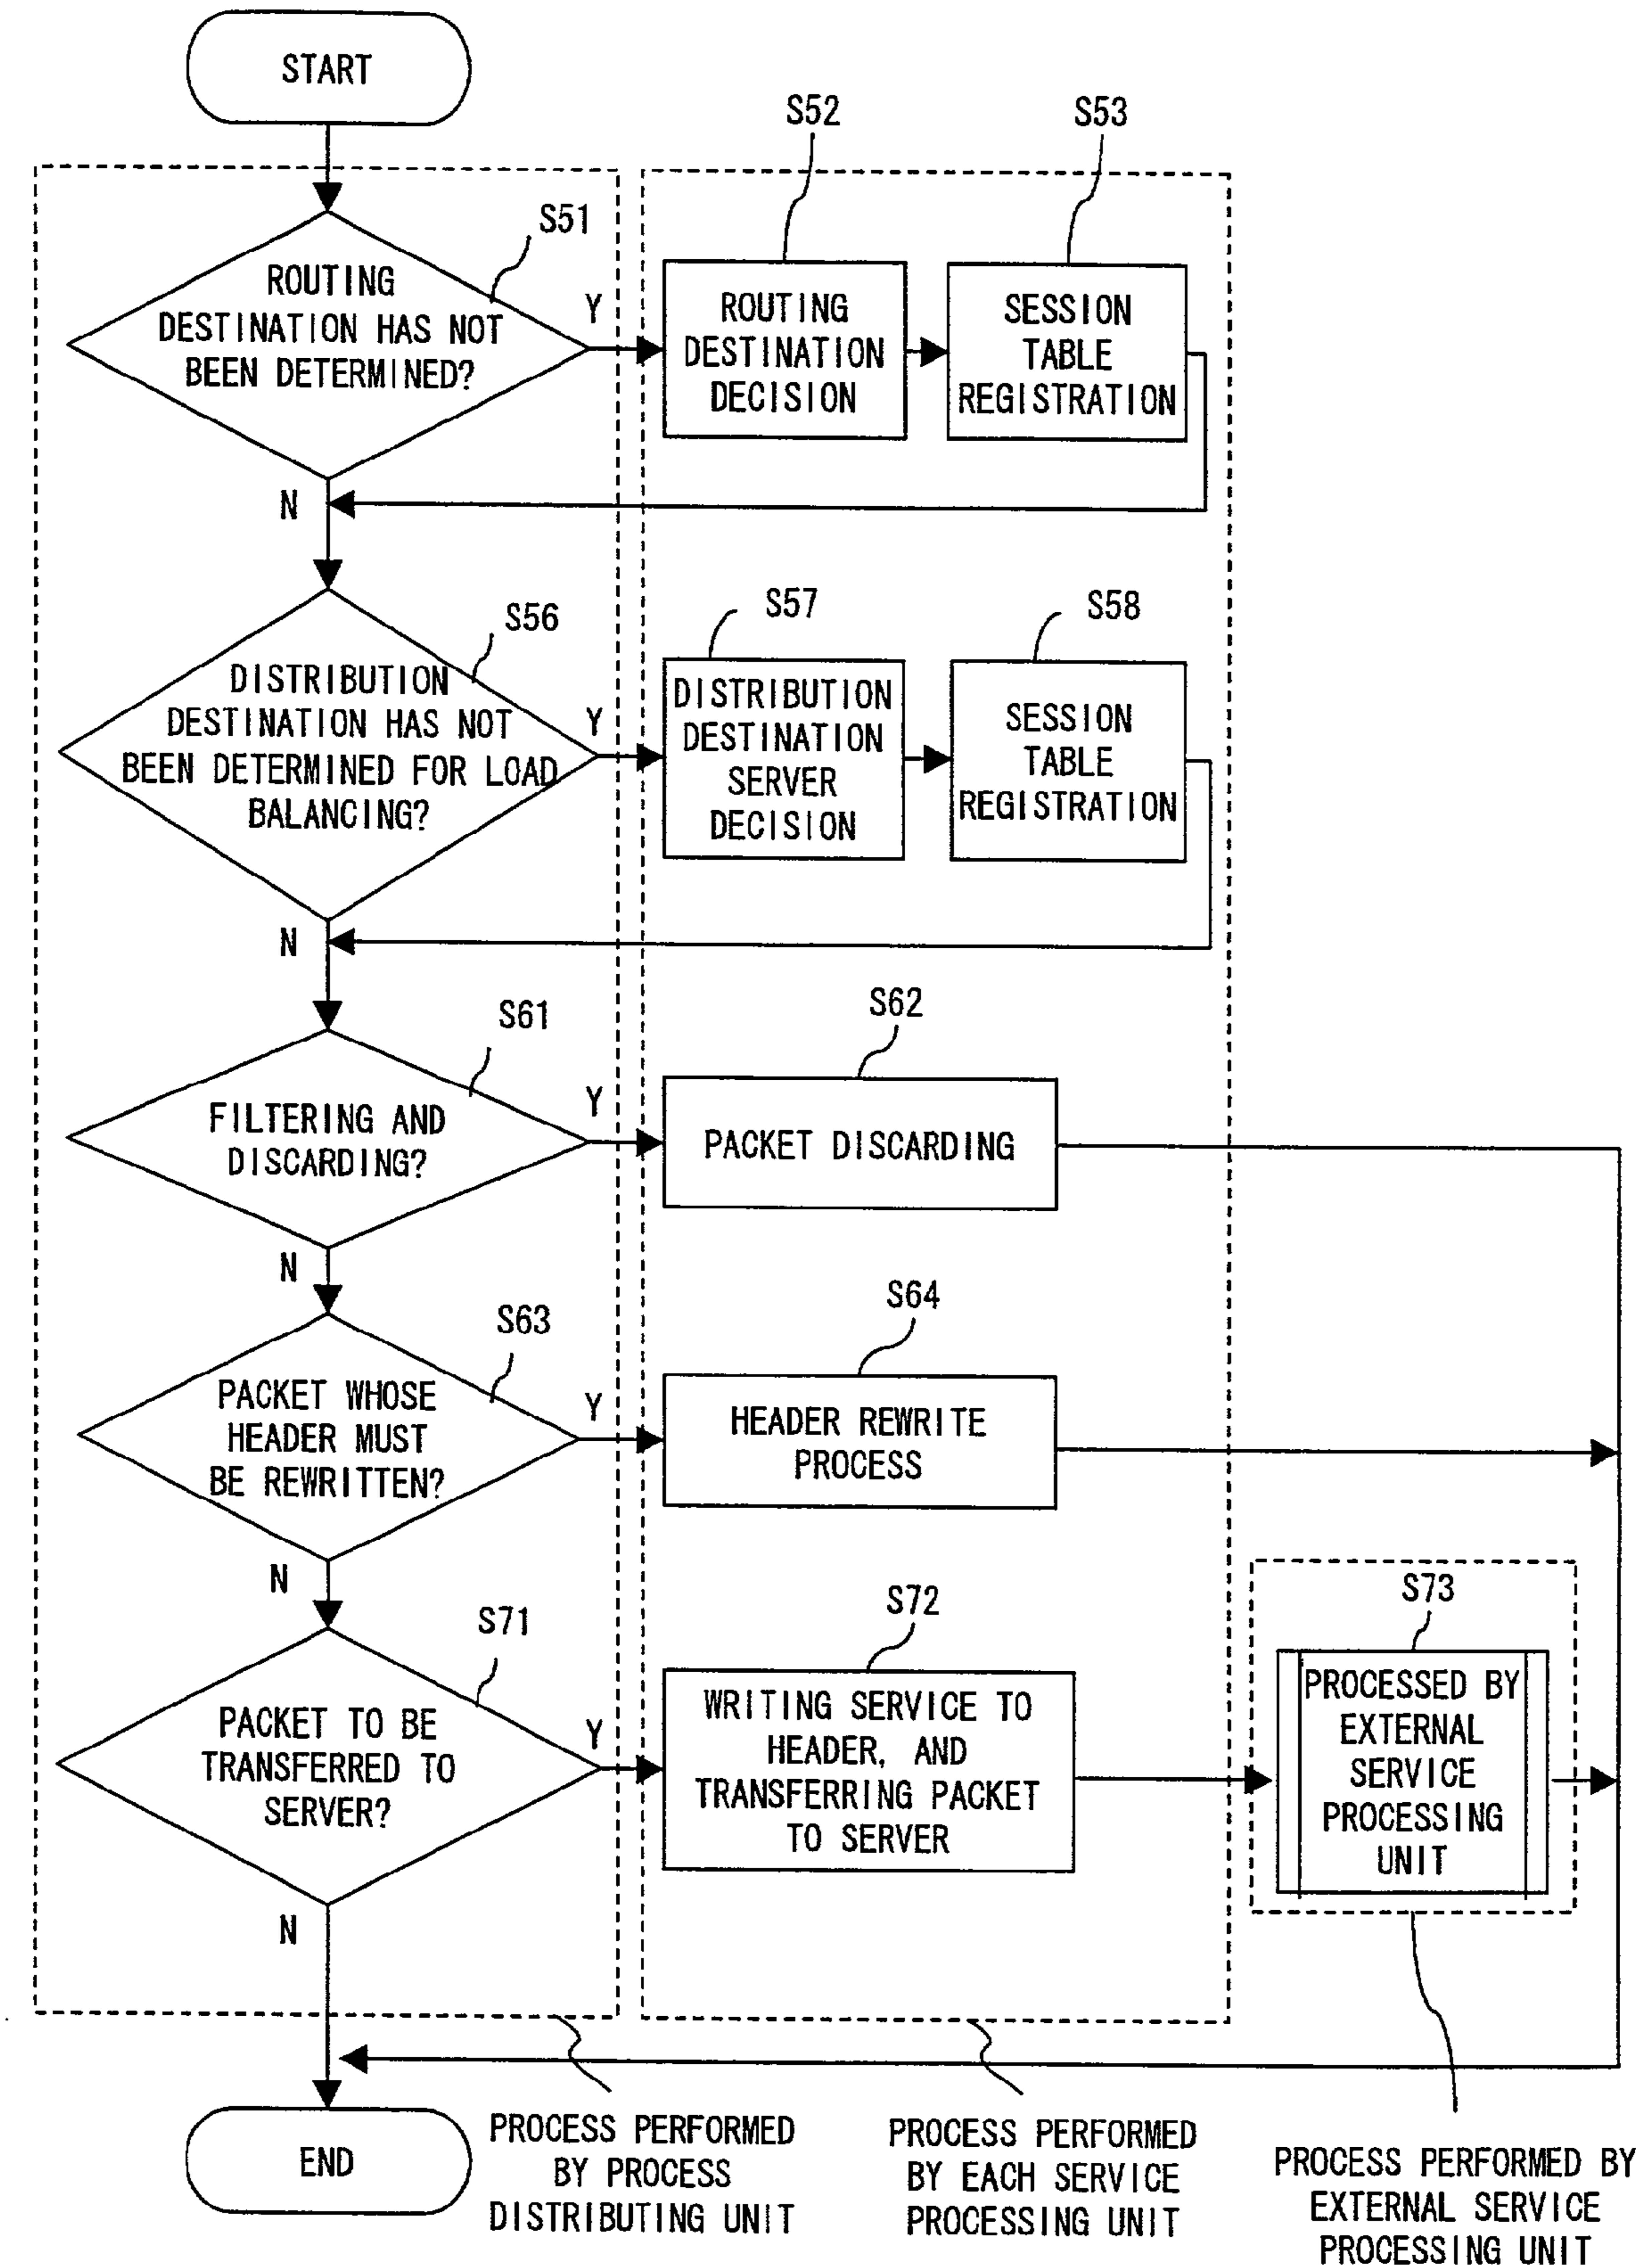 START
S52
S53
S51
ROUTING
DESTINATION HAS NOT
BEEN DETERMINED?
Y
ROUTING
DESTINATION
DECISION
SESSION
TABLE
REGISTRATION
N
S56
S57
S58
DISTRIBUTION
DESTINATION HAS NOT
BEEN DETERMINED FOR LOAD
BALANCING?
Y
DISTRIBUTION
DESTINATION
SERVER
DECISION
SESSION
TABLE
REGISTRATION
N
S61
S62
FILTERING AND
DISCARDING?
Y
PACKET DISCARDING
N
S63
S64
PACKET WHOSE
HEADER MUST
BE REWRITTEN?
Y
HEADER REWRITE
PROCESS
N
S71
S72
S73
PACKET TO BE
TRANSFERRED TO
SERVER?
Y
WRITING SERVICE TO
HEADER, AND
TRANSFERRING PACKET
TO SERVER
PROCESSED BY
EXTERNAL
SERVICE
PROCESSING
UNIT
N
END
PROCESS PERFORMED
BY PROCESS
DISTRIBUTING UNIT
PROCESS PERFORMED
BY EACH SERVICE
PROCESSING UNIT
PROCESS PERFORMED BY
EXTERNAL SERVICE
PROCESSING UNIT